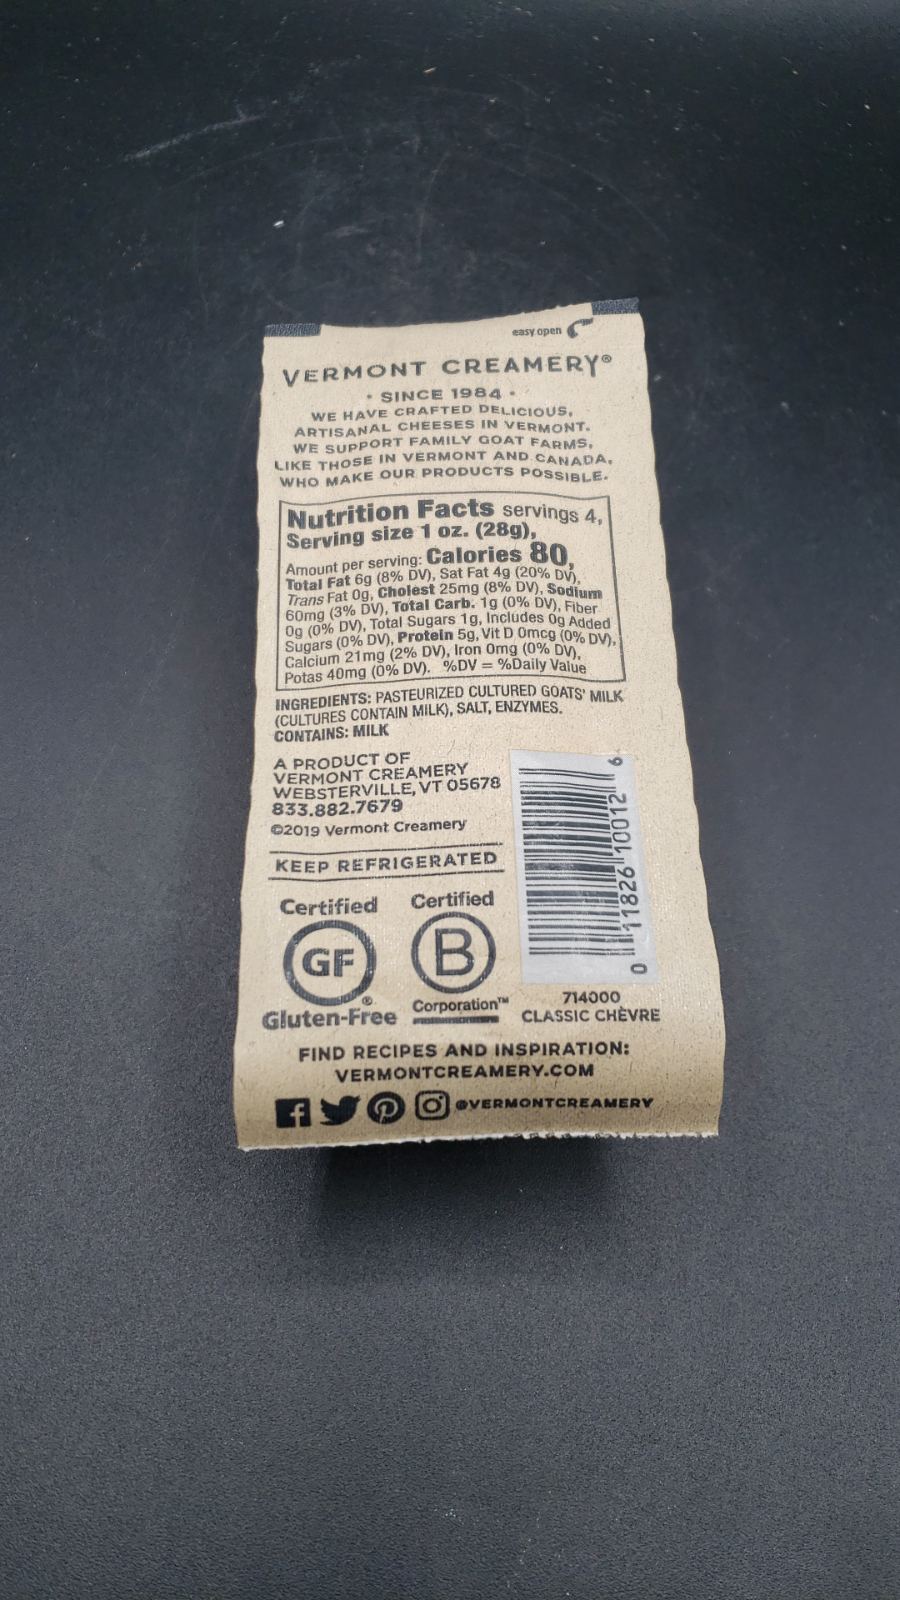 easy open
VERMONT CREAMERY®
• SINCE 1984 •
WE HAVE CRAFTED DELICIOUS,
ARTISANAL CHEESES IN VERMONT.
WE SUPPORT FAMILY GOAT FARMS,
LIKE THOSE IN VERMONT AND CANADA,
WHO MAKE OUR PRODUCTS POSSIBLE.
Nutrition Facts servings 4,
Serving size 1 oz. (28g),
Amount per serving: Calories 80,
Total Fat 6g (8% DV), Sat Fat 4g (20% DV),
Trans Fat 0g, Cholest 25mg (8% DV), Sodium
60mg (3% DV), Total Carb. 1g (0% DV), Fiber
0g (0% DV), Total Sugars 1g, Includes 0g Added
Sugars (0% DV), Protein 5g, Vit D 0mcg (0% DV),
Calcium 21mg (2% DV), Iron 0mg (0% DV),
Potas 40mg (0% DV). %DV = %Daily Value
INGREDIENTS: PASTEURIZED CULTURED GOATS' MILK
(CULTURES CONTAIN MILK), SALT, ENZYMES.
CONTAINS: MILK
A PRODUCT OF
VERMONT CREAMERY
WEBSTERVILLE, VT 05678
833.882.7679
©2019 Vermont Creamery
KEEP REFRIGERATED
0 11826 10012 6
Certified
GF®
Gluten-Free
Certified
B
Corporation™
714000
CLASSIC CHÈVRE
FIND RECIPES AND INSPIRATION:
VERMONTCREAMERY.COM
@VERMONTCREAMERY